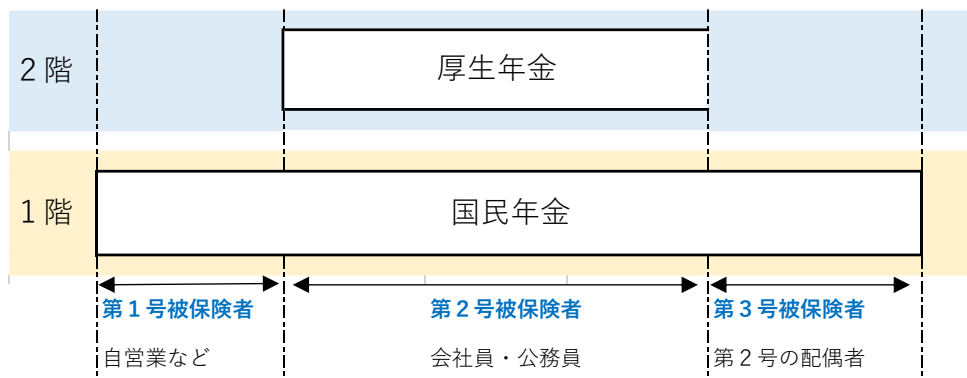 2階
厚生年金
1階
国民年金
第1号被保険者
第2号被保険者
第3号被保険者
自営業など
会社員・公務員
第2号の配偶者